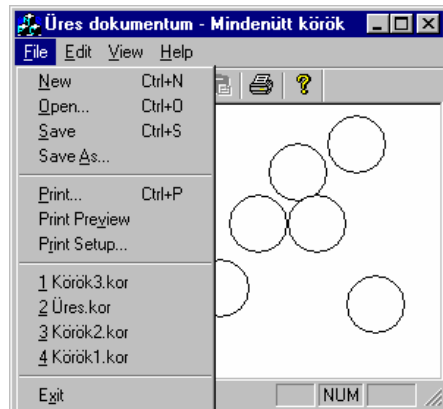 Üres dokumentum - Mindenütt körök
File Edit View Help
New Ctrl+N
Open... Ctrl+O
Save Ctrl+S
Save As...
Print... Ctrl+P
Print Preview
Print Setup...
1 Körök3.kor
2 Üres.kor
3 Körök2.kor
4 Körök1.kor
Exit
NUM